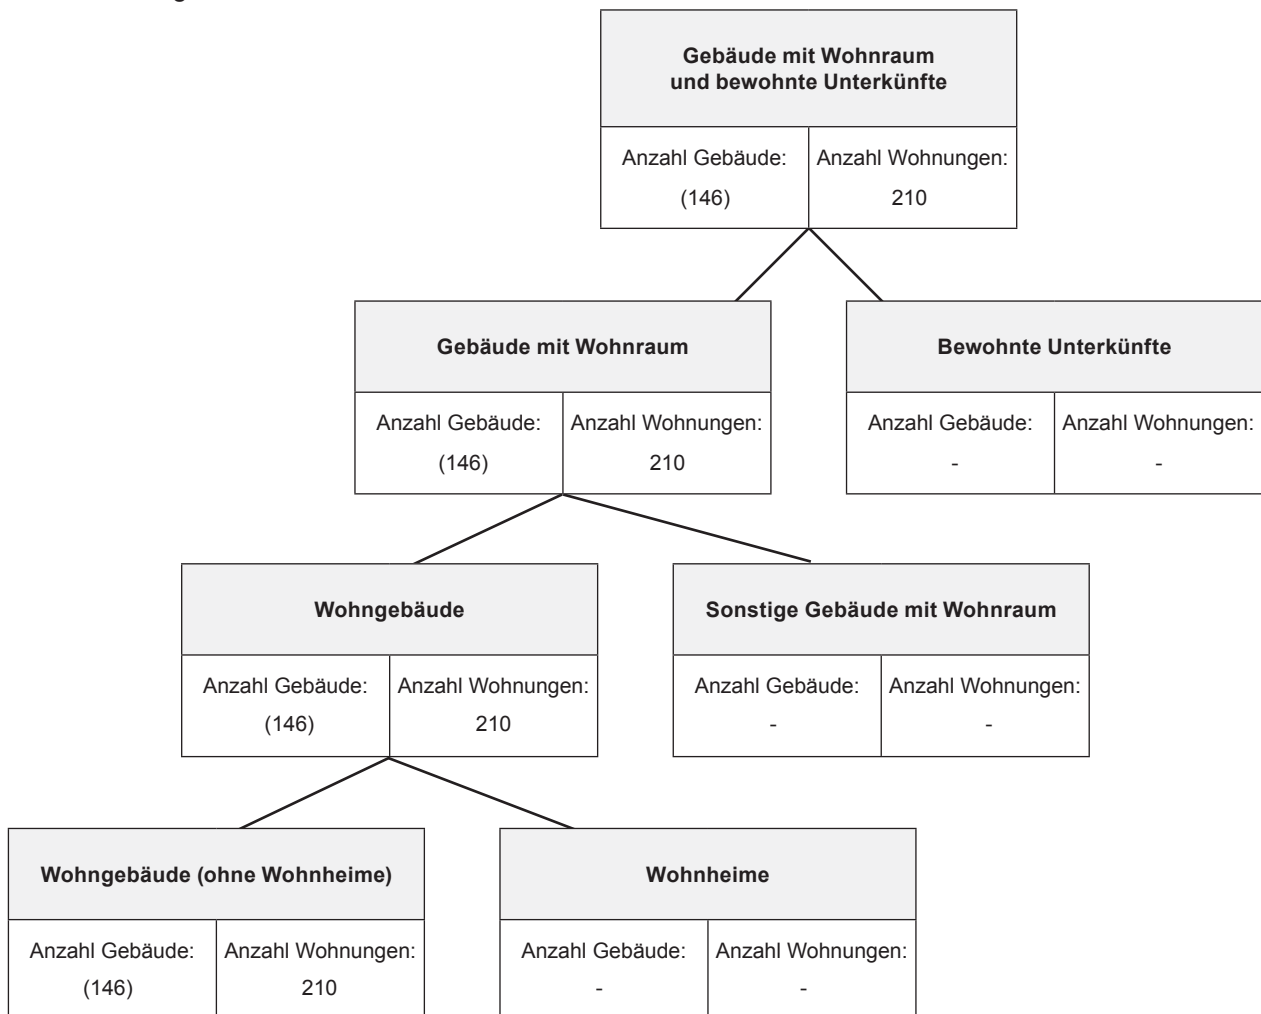 Gebäude mit Wohnraum
und bewohnte Unterkünfte
Anzahl Gebäude: Anzahl Wohnungen:
(146) 210
Gebäude mit Wohnraum
Anzahl Gebäude: Anzahl Wohnungen:
(146) 210
Bewohnte Unterkünfte
Anzahl Gebäude: Anzahl Wohnungen:
- -
Wohngebäude
Anzahl Gebäude: Anzahl Wohnungen:
(146) 210
Sonstige Gebäude mit Wohnraum
Anzahl Gebäude: Anzahl Wohnungen:
- -
Wohngebäude (ohne Wohnheime)
Anzahl Gebäude: Anzahl Wohnungen:
(146) 210
Wohnheime
Anzahl Gebäude: Anzahl Wohnungen:
- -